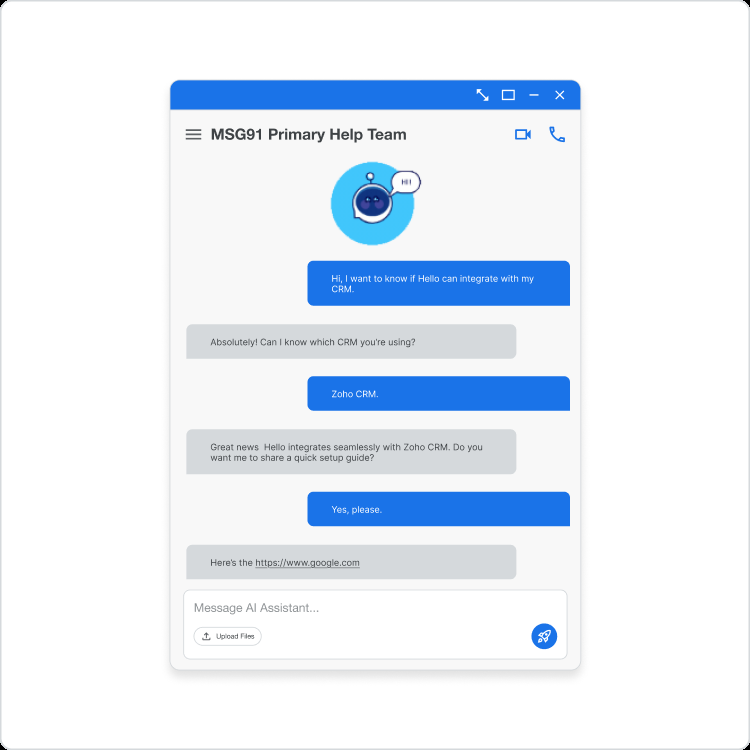 MSG91 Primary Help Team
HI!
Hi, I want to know if Hello can integrate with my
CRM.
Absolutely! Can I know which CRM you're using?
Zoho CRM.
Great news  Hello integrates seamlessly with Zoho CRM. Do you
want me to share a quick setup guide?
Yes, please.
Here's the https://www.google.com
Message AI Assistant...
Upload Files